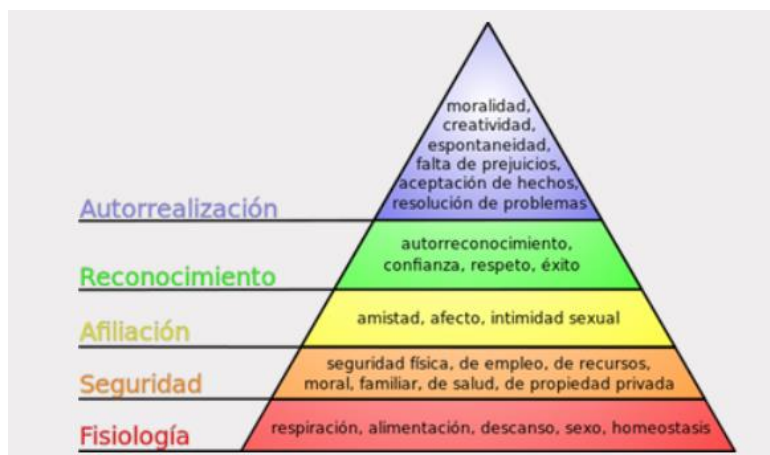 moralidad,
creatividad,
espontaneidad,
falta de prejuicios,
aceptación de hechos,
resolución de problemas
Autorrealización
autorreconocimiento,
confianza, respeto, éxito
Reconocimiento
amistad, afecto, intimidad sexual
Afiliación
seguridad física, de empleo, de recursos,
moral, familiar, de salud, de propiedad privada
Seguridad
respiración, alimentación, descanso, sexo, homeostasis
Fisiología